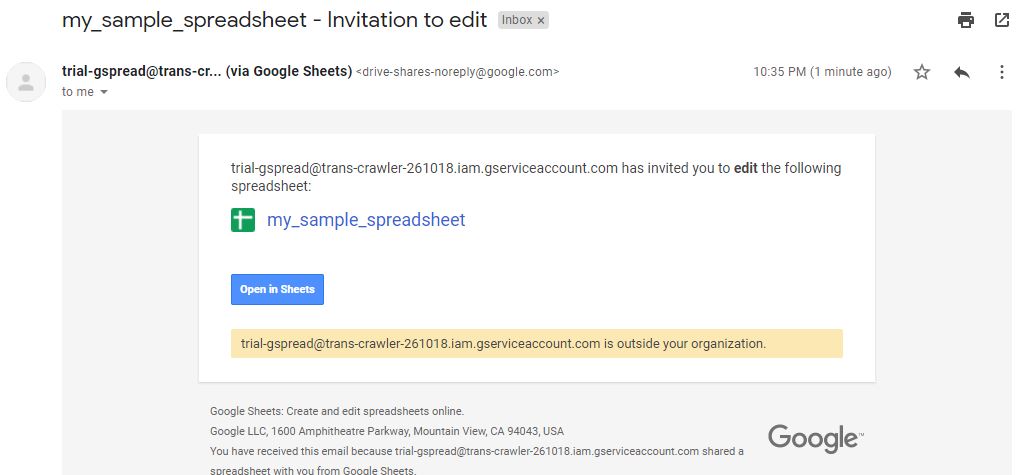 my_sample_spreadsheet - Invitation to edit Inbox x
trial-gspread@trans-cr... (via Google Sheets) <drive-shares-noreply@google.com> 10:35 PM (1 minute ago)
to me
trial-gspread@trans-crawler-261018.iam.gserviceaccount.com has invited you to edit the following
spreadsheet:
my_sample_spreadsheet
Open in Sheets
trial-gspread@trans-crawler-261018.iam.gserviceaccount.com is outside your organization.
Google Sheets: Create and edit spreadsheets online.
Google LLC, 1600 Amphitheatre Parkway, Mountain View, CA 94043, USA
You have received this email because trial-gspread@trans-crawler-261018.iam.gserviceaccount.com shared a
spreadsheet with you from Google Sheets.
Google™